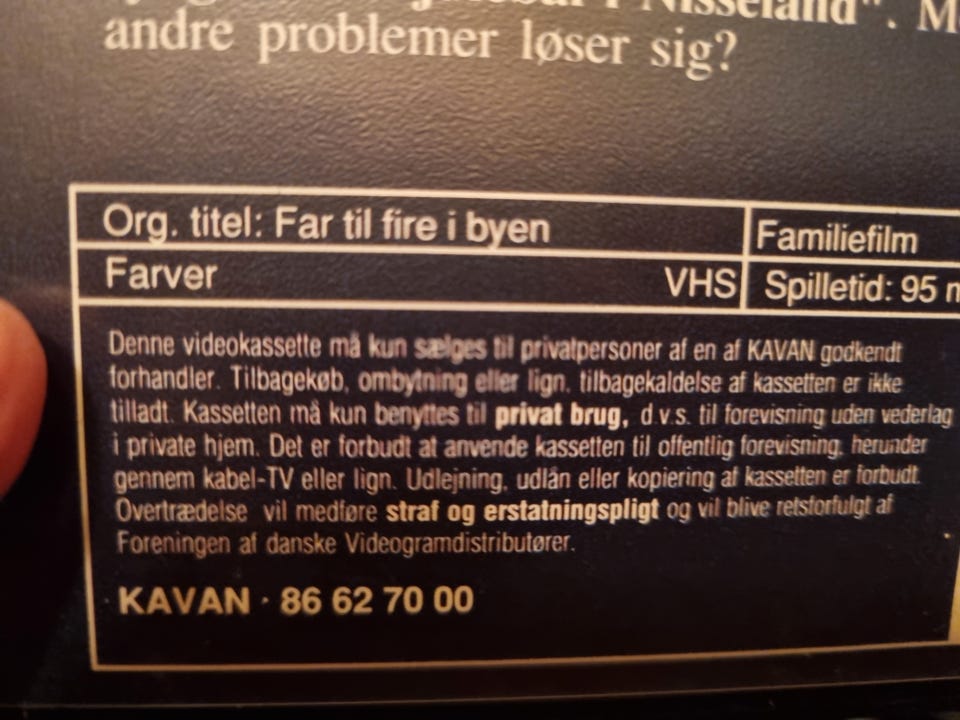 i Nisseland". M
andre problemer løser sig?
Org. titel: Far til fire i byen
Familiefilm
Farver VHS
Spilletid: 95 m
Denne videokassette må kun sælges til privatpersoner af en af KAVAN godkendt
forhandler. Tilbagekøb, ombytning eller lign. tilbagekaldelse af kassetten er ikke
tilladt. Kassetten må kun benyttes til privat brug, d.v.s. til forevisning uden vederlag
i private hjem. Det er forbudt at anvende kassetten til offentlig forevisning, herunder
gennem kabel-TV eller lign. Udlejning, udlån eller kopiering af kassetten er forbudt.
Overtrædelse vil medføre straf og erstatningspligt og vil blive retsforfulgt af
Foreningen af danske Videogramdistributører.
KAVAN · 86 62 70 00